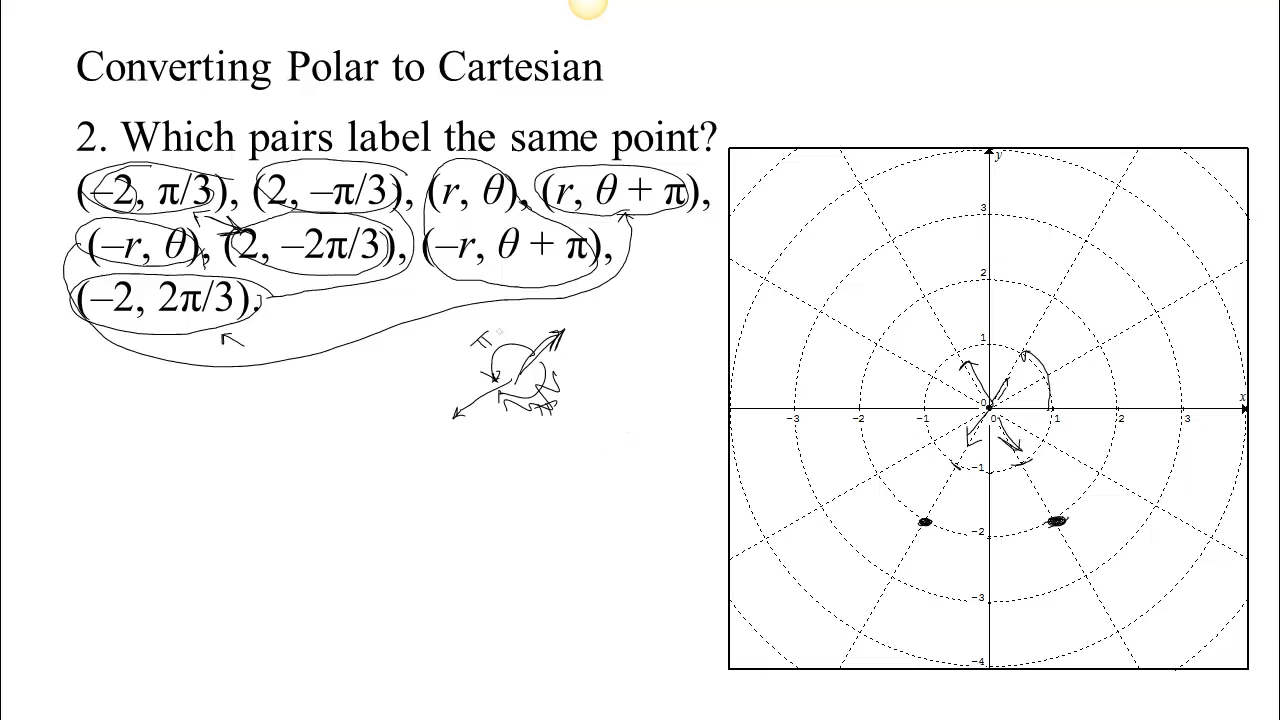 Converting Polar to Cartesian
2. Which pairs label the same point?
(–2, π/3), (2, –π/3), (r, θ), (r, θ + π),
(–r, θ), (2, –2π/3), (–r, θ + π),
(–2, 2π/3).
π
y
3
2
1
0
x
−3 −2 −1 0 1 2 3
−1
−2
−3
−4